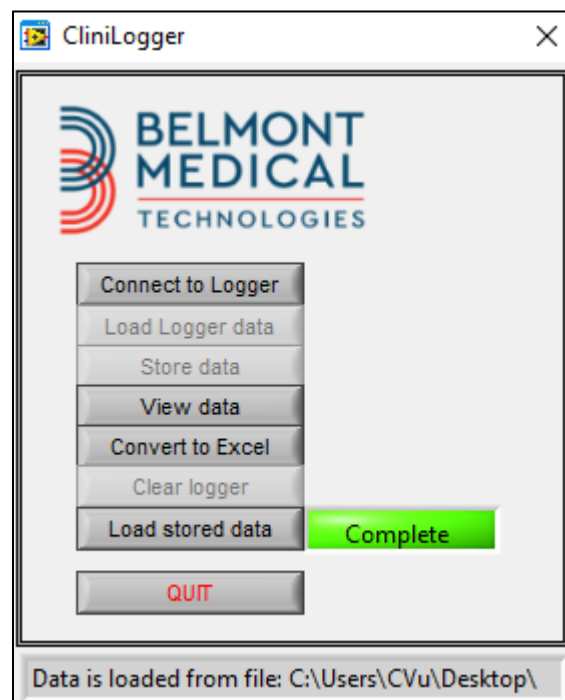 CliniLogger
BELMONT
MEDICAL
TECHNOLOGIES
Connect to Logger
Load Logger data
Store data
View data
Convert to Excel
Clear logger
Load stored data
Complete
QUIT
Data is loaded from file: C:\Users\CVu\Desktop\